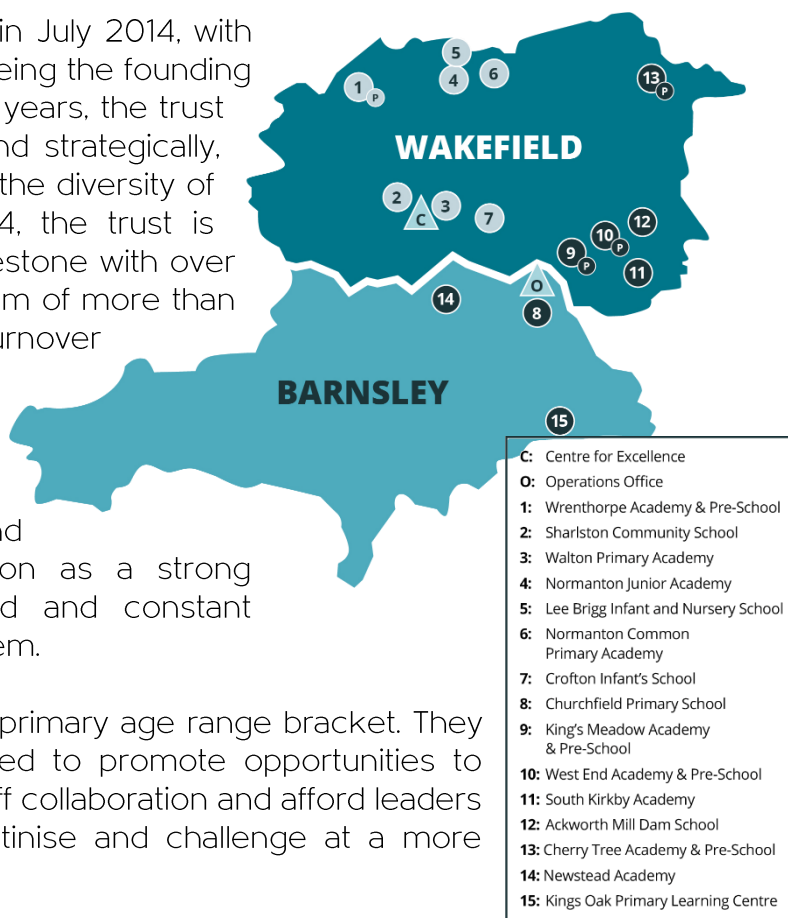 in July 2014, with
eing the founding
years, the trust
nd strategically,
the diversity of
4, the trust is
estone with over
m of more than
urnover
nd
on as a strong
d and constant
em.
primary age range bracket. They
ed to promote opportunities to
ff collaboration and afford leaders
tinise and challenge at a more
5
4
6
1
P
13
P
WAKEFIELD
2
C
3
7
12
10
P
9
P
11
O
14
8
BARNSLEY
15
C: Centre for Excellence
O: Operations Office
1: Wrenthorpe Academy & Pre-School
2: Sharlston Community School
3: Walton Primary Academy
4: Normanton Junior Academy
5: Lee Brigg Infant and Nursery School
6: Normanton Common
Primary Academy
7: Crofton Infant's School
8: Churchfield Primary School
9: King's Meadow Academy
& Pre-School
10: West End Academy & Pre-School
11: South Kirkby Academy
12: Ackworth Mill Dam School
13: Cherry Tree Academy & Pre-School
14: Newstead Academy
15: Kings Oak Primary Learning Centre